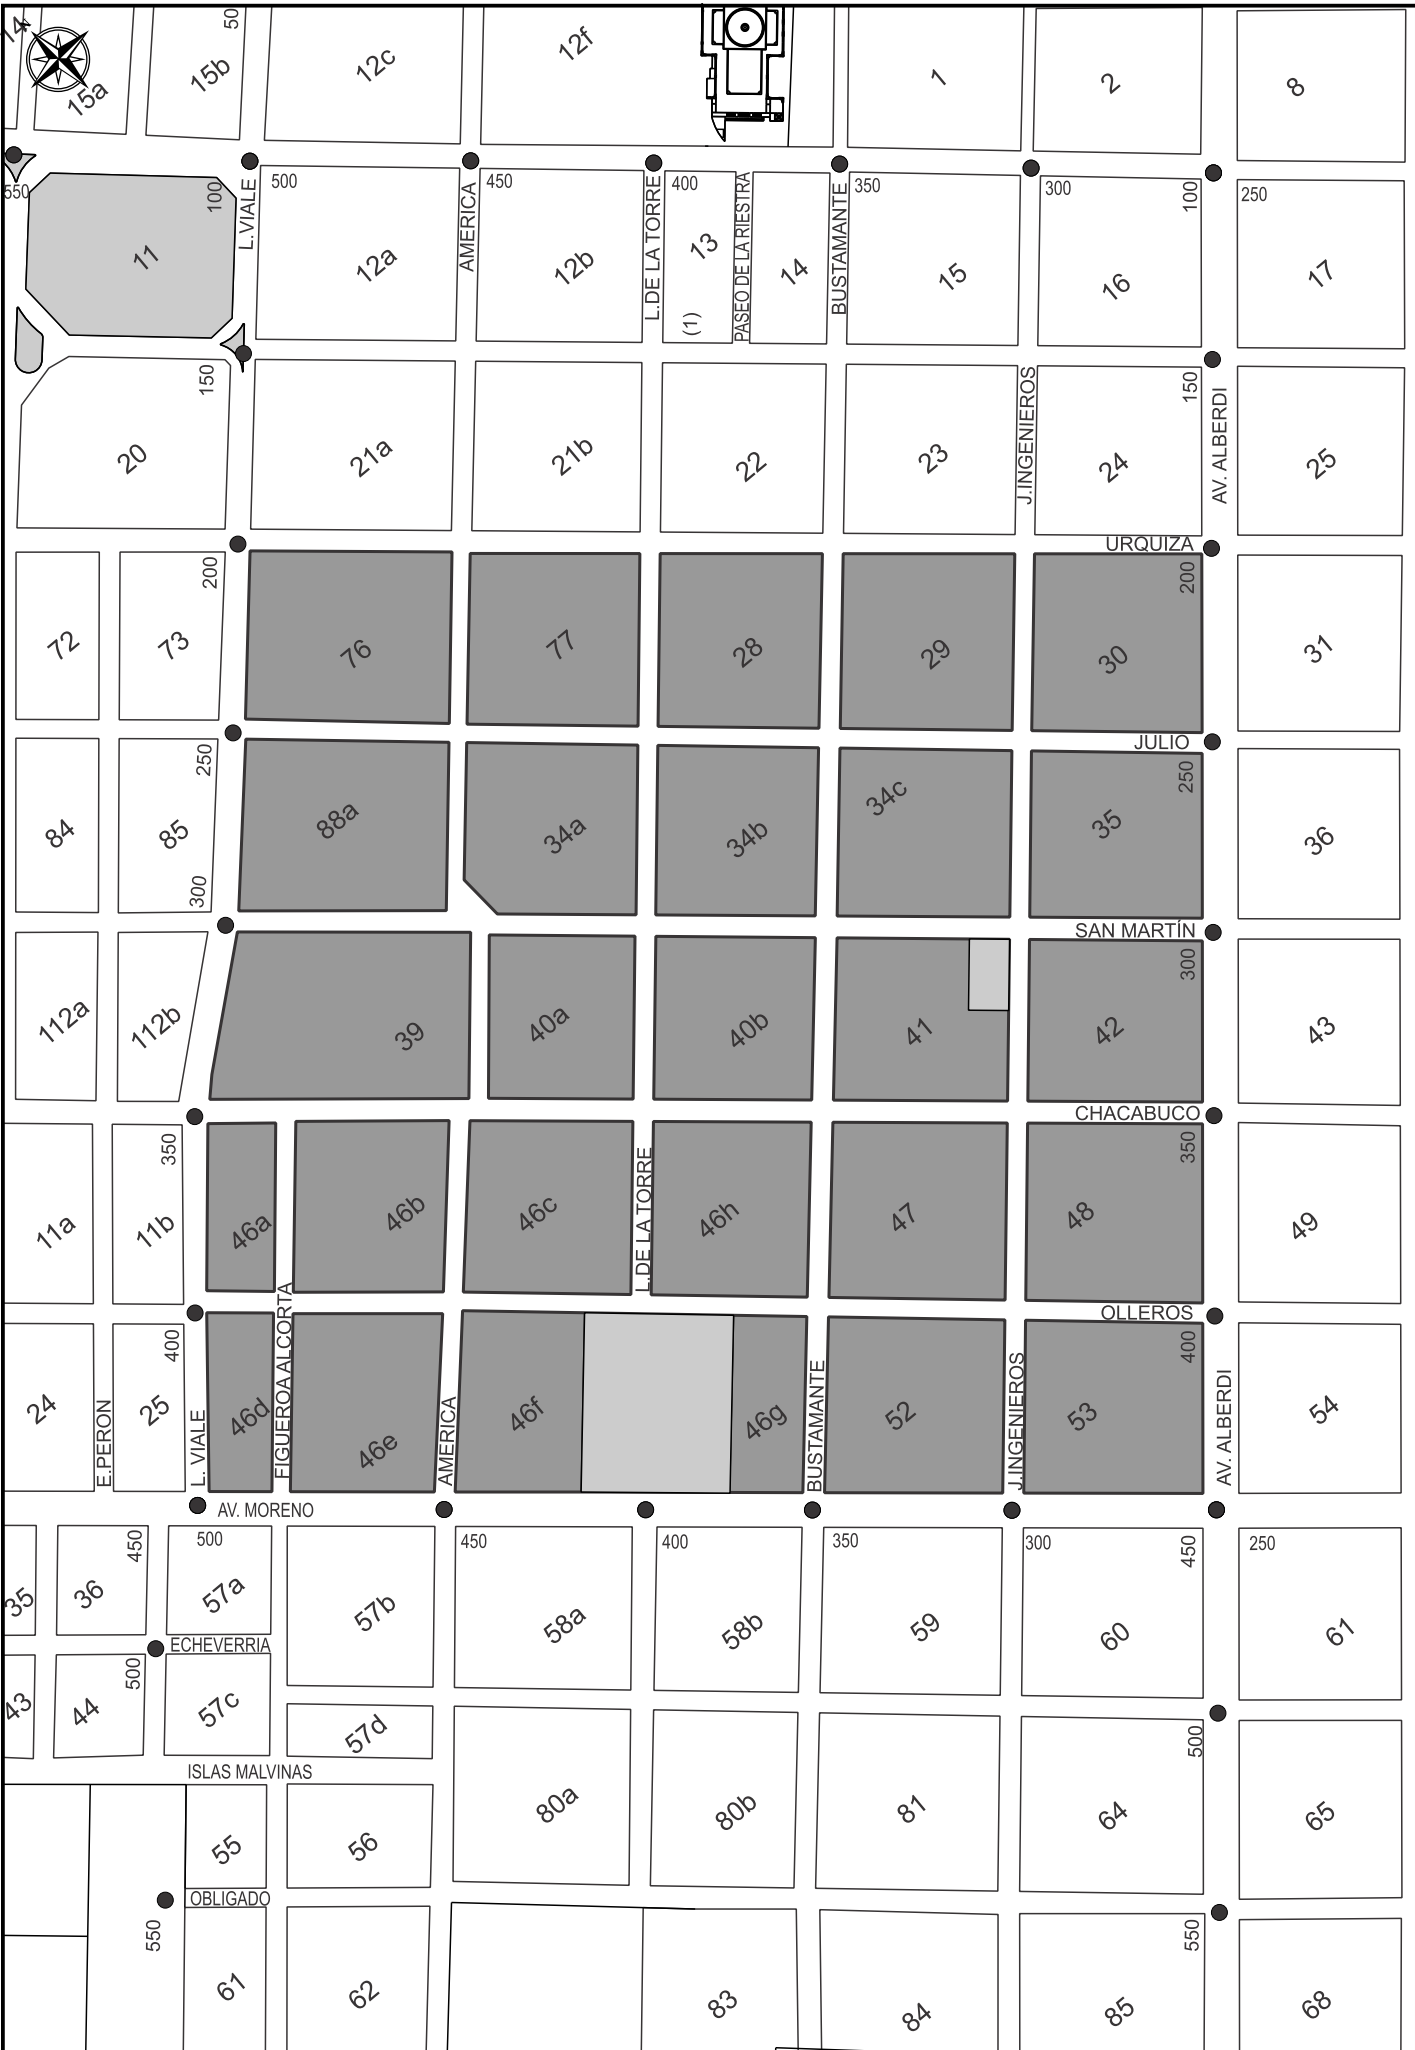 14
15a
15b
50
12c
12f
1
2
8
550
11
100
L.VIALE
500
12a
AMERICA
450
12b
L.DE LA TORRE
400
13
(1)
PASEO DE LA RIESTRA
14
BUSTAMANTE
350
15
300
16
100
250
17
20
150
21a
21b
22
23
J.INGENIEROS
24
150
AV. ALBERDI
25
URQUIZA
72
73
200
76
77
28
29
30
200
31
JULIO
84
85
250
300
88a
34a
34b
34c
35
250
36
SAN MARTÍN
112a
112b
39
40a
40b
41
42
300
43
CHACABUCO
11a
11b
350
46a
46b
46c
L.DE LA TORRE
46h
47
48
350
49
OLLEROS
24
E.PERON
25
400
L. VIALE
46d
FIGUEROA ALCORTA
46e
AMERICA
46f
46g
BUSTAMANTE
52
J.INGENIEROS
53
400
AV. ALBERDI
54
AV. MORENO
35
36
450
500
57a
57b
450
58a
400
58b
350
59
300
60
450
250
61
ECHEVERRIA
43
44
500
57c
57d
80a
80b
81
64
500
65
ISLAS MALVINAS
55
56
OBLIGADO
550
61
62
83
84
85
550
68